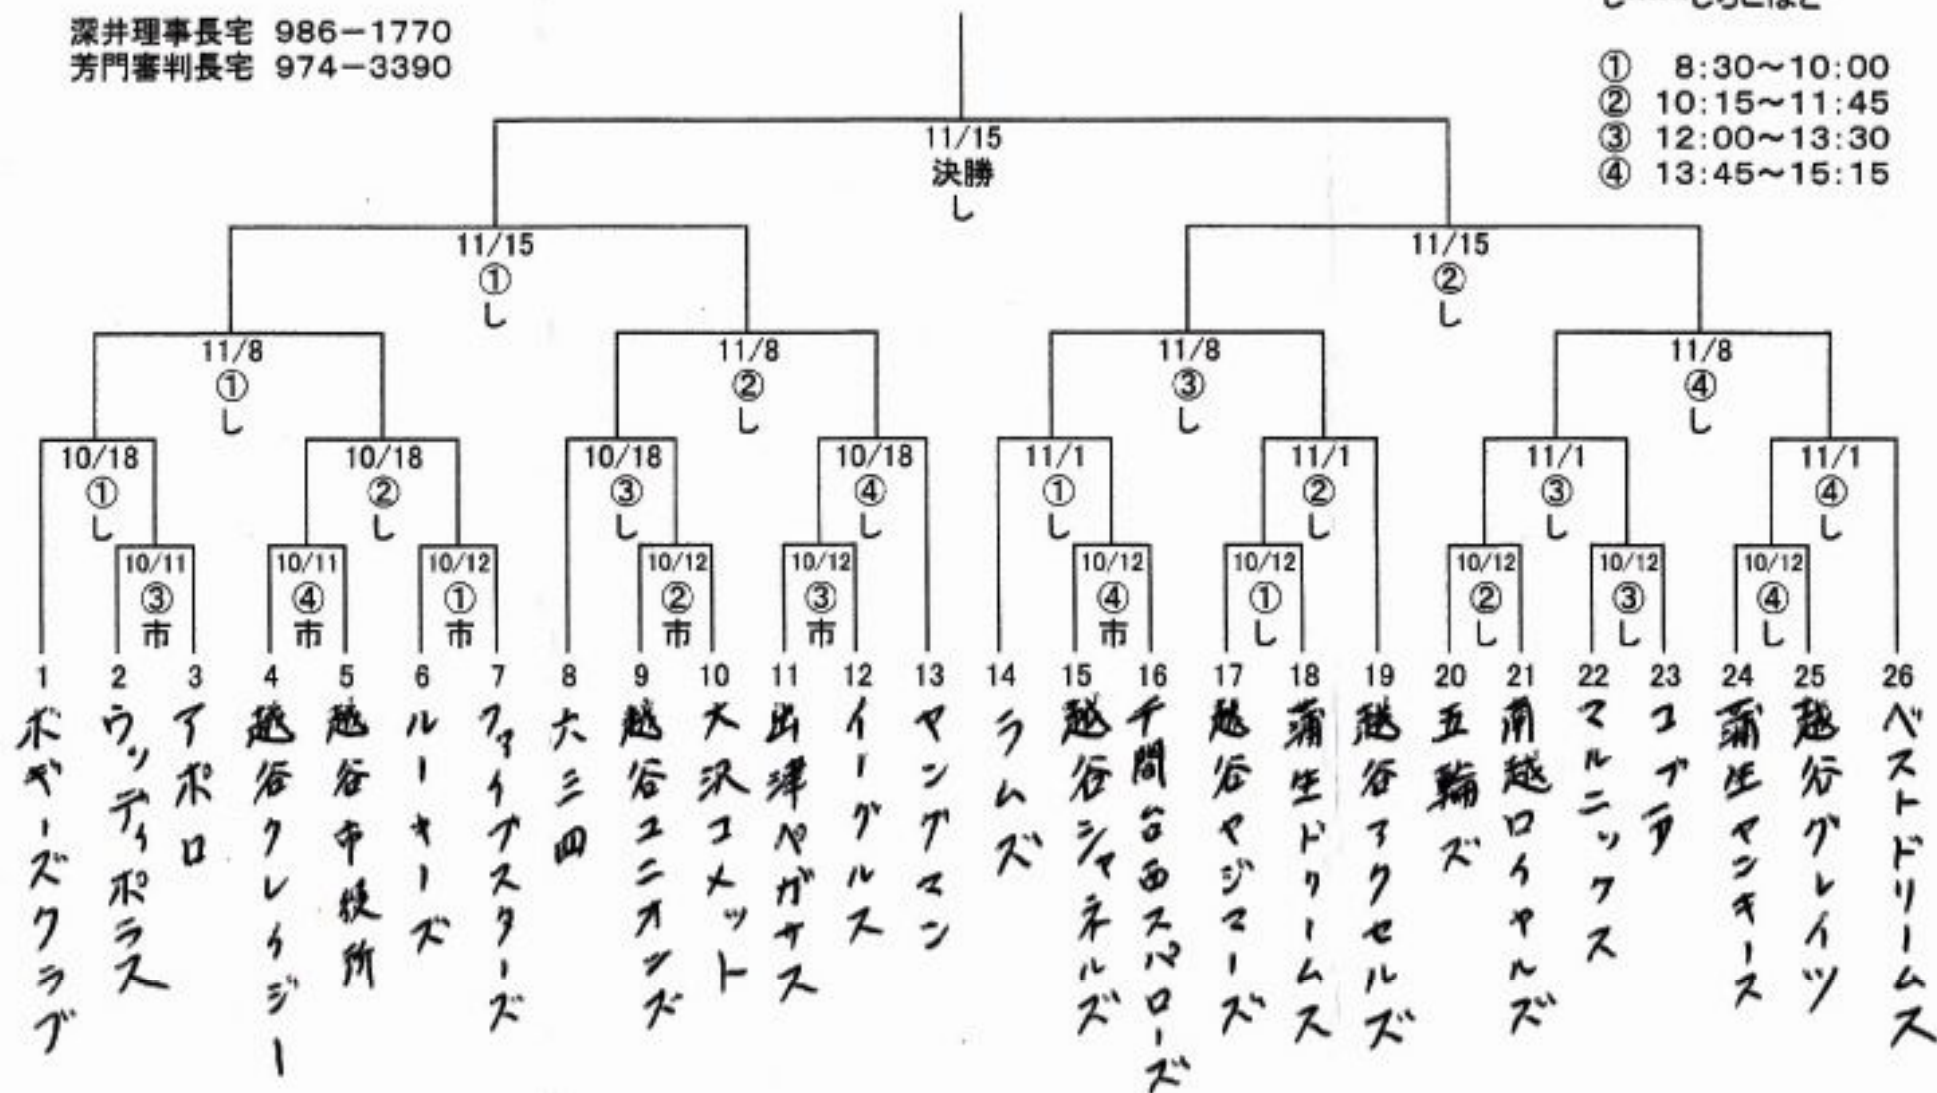 深井理事長宅 986-1770
芳門審判長宅 974-3390
① 8:30～10:00
② 10:15～11:45
③ 12:00～13:30
④ 13:45～15:15
11/15
決勝
し
11/15
①
し
11/15
②
し
11/8
①
し
11/8
②
し
11/8
③
し
11/8
④
し
10/18
①
し
10/18
②
し
10/18
③
し
10/18
④
し
11/1
①
し
11/1
②
し
11/1
③
し
11/1
④
し
10/11
③
市
10/11
④
市
10/12
①
市
10/12
②
市
10/12
③
市
10/12
④
市
10/12
①
し
10/12
②
し
10/12
③
し
10/12
④
し
1 ボギーズクラブ
2 ウッディポラス
3 アポロ
4 越谷クレイジー
5 越谷市役所
6 ルーキーズ
7 ファイブスターズ
8 六三四
9 越谷ユニオンズ
10 大沢コメット
11 出津ペガサス
12 イーグルス
13 ヤングマン
14 ラムズ
15 越谷シャネルズ
16 千間台西スパローズ
17 越谷ヤジマーズ
18 蒲生ドリームス
19 越谷アクセルズ
20 五輪ズ
21 南越ロイヤルズ
22 マルニックス
23 コブラ
24 蒲生ヤンキース
25 越谷グレイツ
26 ベストドリームス